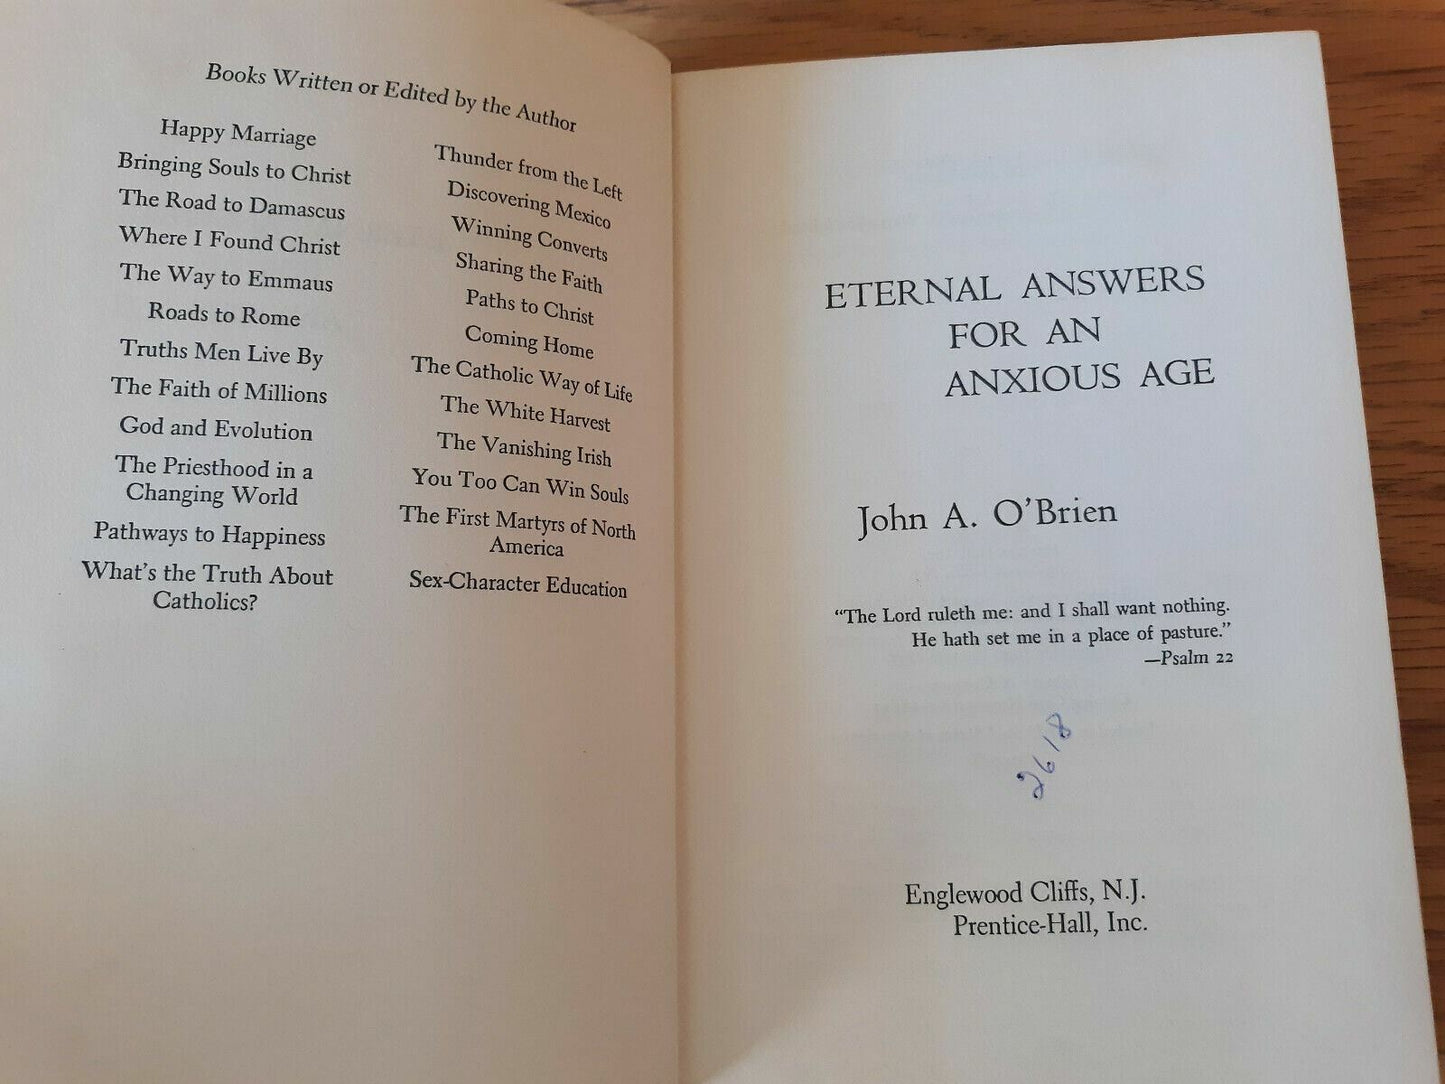 Books Written or Edited by the Author
Happy Marriage
Bringing Souls to Christ
The Road to Damascus
Where I Found Christ
The Way to Emmaus
Roads to Rome
Truths Men Live By
The Faith of Millions
God and Evolution
The Priesthood in a
Changing World
Pathways to Happiness
What's the Truth About
Catholics?
Thunder from the Left
Discovering Mexico
Winning Converts
Sharing the Faith
Paths to Christ
Coming Home
The Catholic Way of Life
The White Harvest
The Vanishing Irish
You Too Can Win Souls
The First Martyrs of North
America
Sex-Character Education
ETERNAL ANSWERS
FOR AN
ANXIOUS AGE
John A. O'Brien
"The Lord ruleth me: and I shall want nothing.
He hath set me in a place of pasture."
—Psalm 22
2618
Englewood Cliffs, N.J.
Prentice-Hall, Inc.